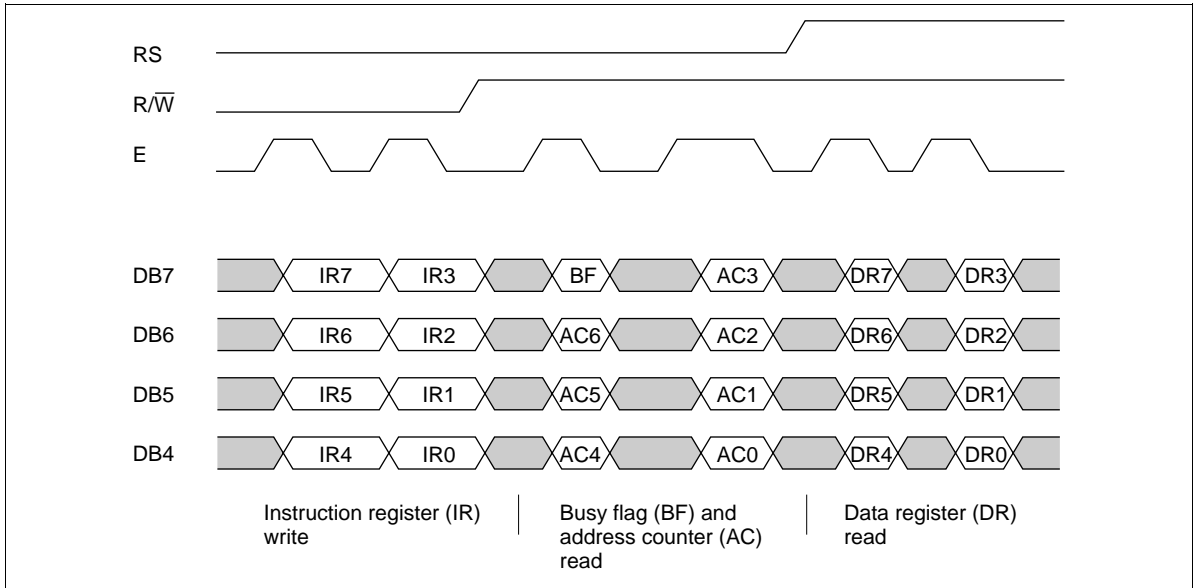 RS
R/W̅
E
DB7 IR7 IR3 BF AC3 DR7 DR3
DB6 IR6 IR2 AC6 AC2 DR6 DR2
DB5 IR5 IR1 AC5 AC1 DR5 DR1
DB4 IR4 IR0 AC4 AC0 DR4 DR0
Instruction register (IR)
write
Busy flag (BF) and
address counter (AC)
read
Data register (DR)
read